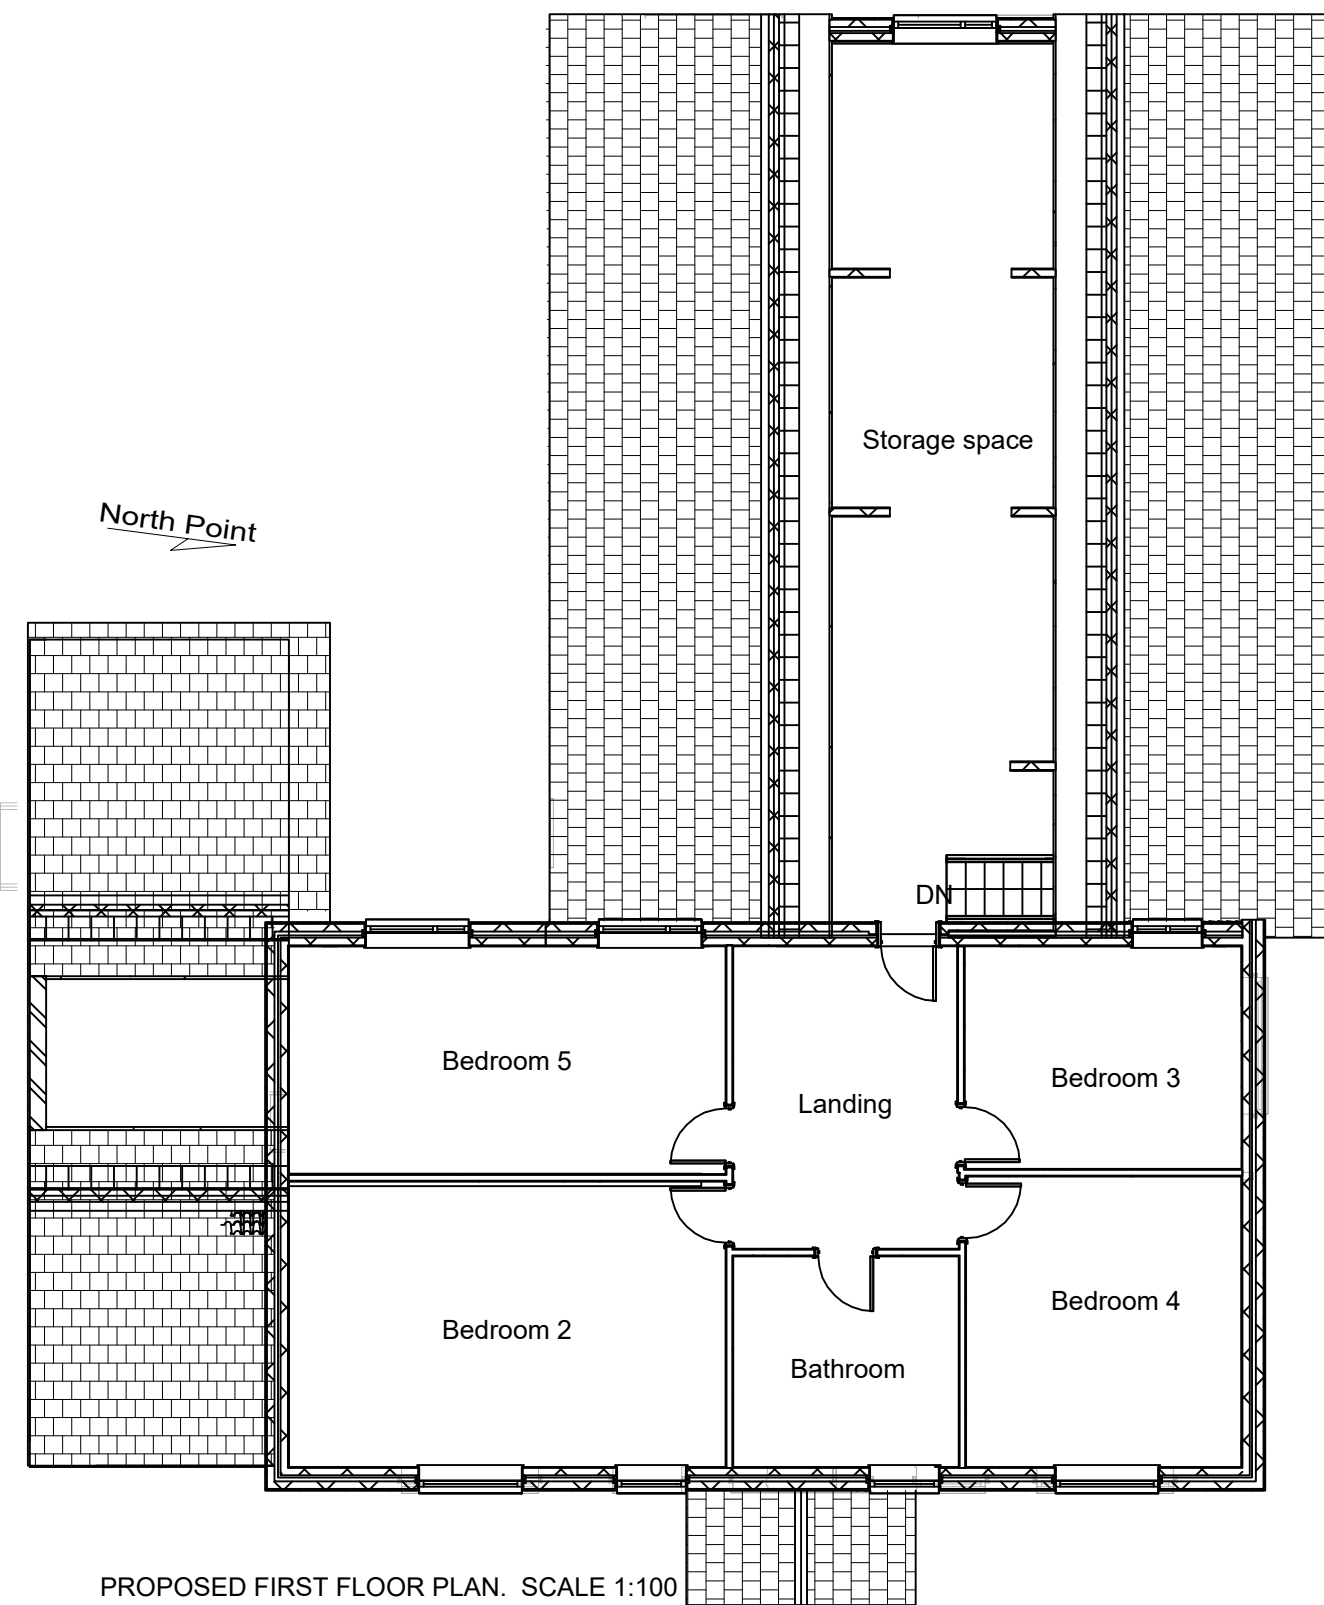 Storage space
North Point
DN
Bedroom 5
Bedroom 3
Landing
Bedroom 4
Bedroom 2
Bathroom
PROPOSED FIRST FLOOR PLAN. SCALE 1:100